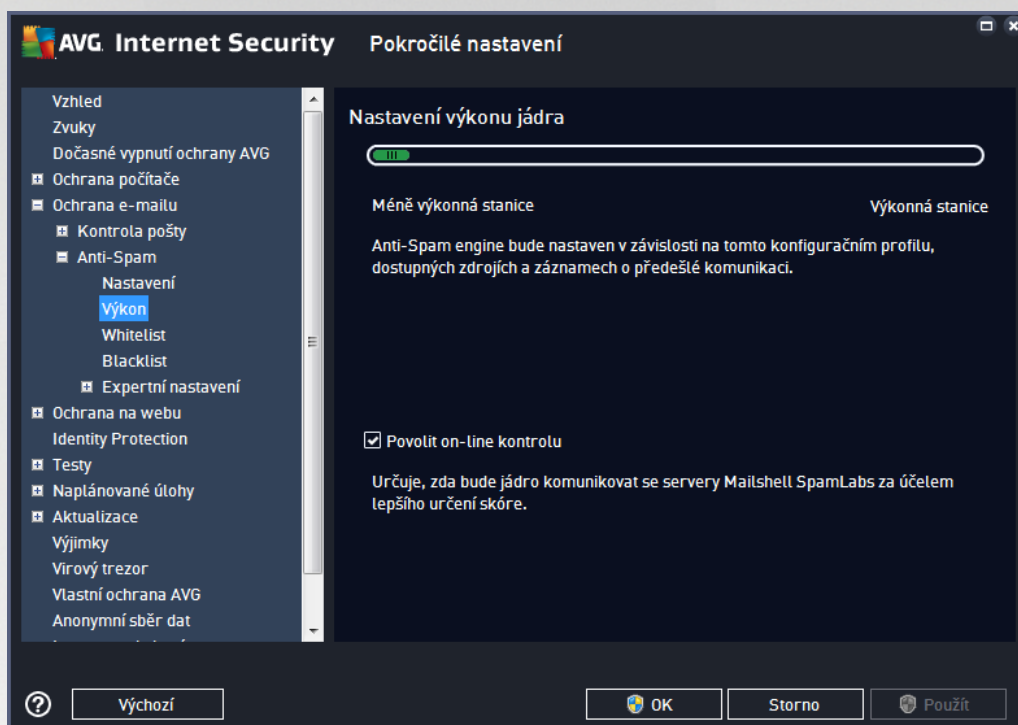 AVG. Internet Security Pokročilé nastavení
Vzhled
Zvuky
Dočasné vypnutí ochrany AVG
Ochrana počítače
Ochrana e-mailu
Kontrola pošty
Anti-Spam
Nastavení
Výkon
Whitelist
Blacklist
Expertní nastavení
Ochrana na webu
Identity Protection
Testy
Naplánované úlohy
Aktualizace
Výjimky
Virový trezor
Vlastní ochrana AVG
Anonymní sběr dat
Nastavení výkonu jádra
Méně výkonná stanice Výkonná stanice
Anti-Spam engine bude nastaven v závislosti na tomto konfiguračním profilu,
dostupných zdrojích a záznamech o předešlé komunikaci.
Povolit on-line kontrolu
Určuje, zda bude jádro komunikovat se servery Mailshell SpamLabs za účelem
lepšího určení skóre.
Výchozí OK Storno Použít